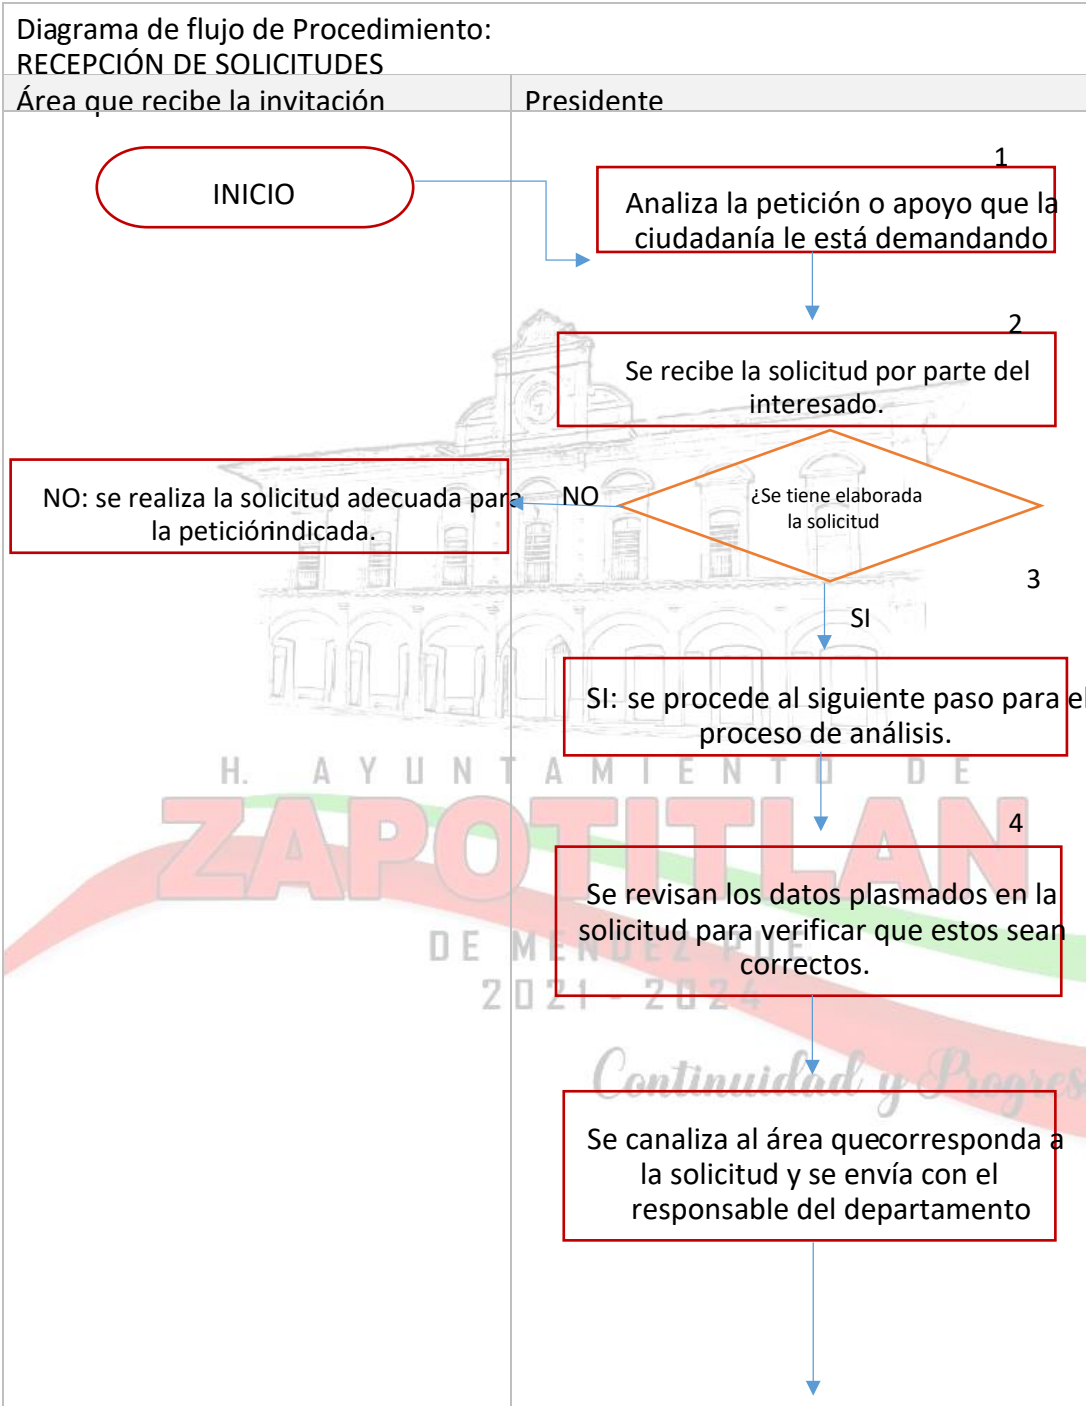 Diagrama de flujo de Procedimiento:
RECEPCIÓN DE SOLICITUDES
Área que recibe la invitación
Presidente
INICIO
1
Analiza la petición o apoyo que la
ciudadanía le está demandando
2
Se recibe la solicitud por parte del
interesado.
NO: se realiza la solicitud adecuada para
la peticiónindicada.
NO
¿Se tiene elaborada
la solicitud
3
SI
SI: se procede al siguiente paso para el
proceso de análisis.
H. AYUNTAMIENTO DE
ZAPOTITLAN
4
Se revisan los datos plasmados en la
solicitud para verificar que estos sean
correctos.
DE MENDEZ PUE.
2021 - 2024
Continuidad y Progreso
Se canaliza al área quecorresponda a
la solicitud y se envía con el
responsable del departamento